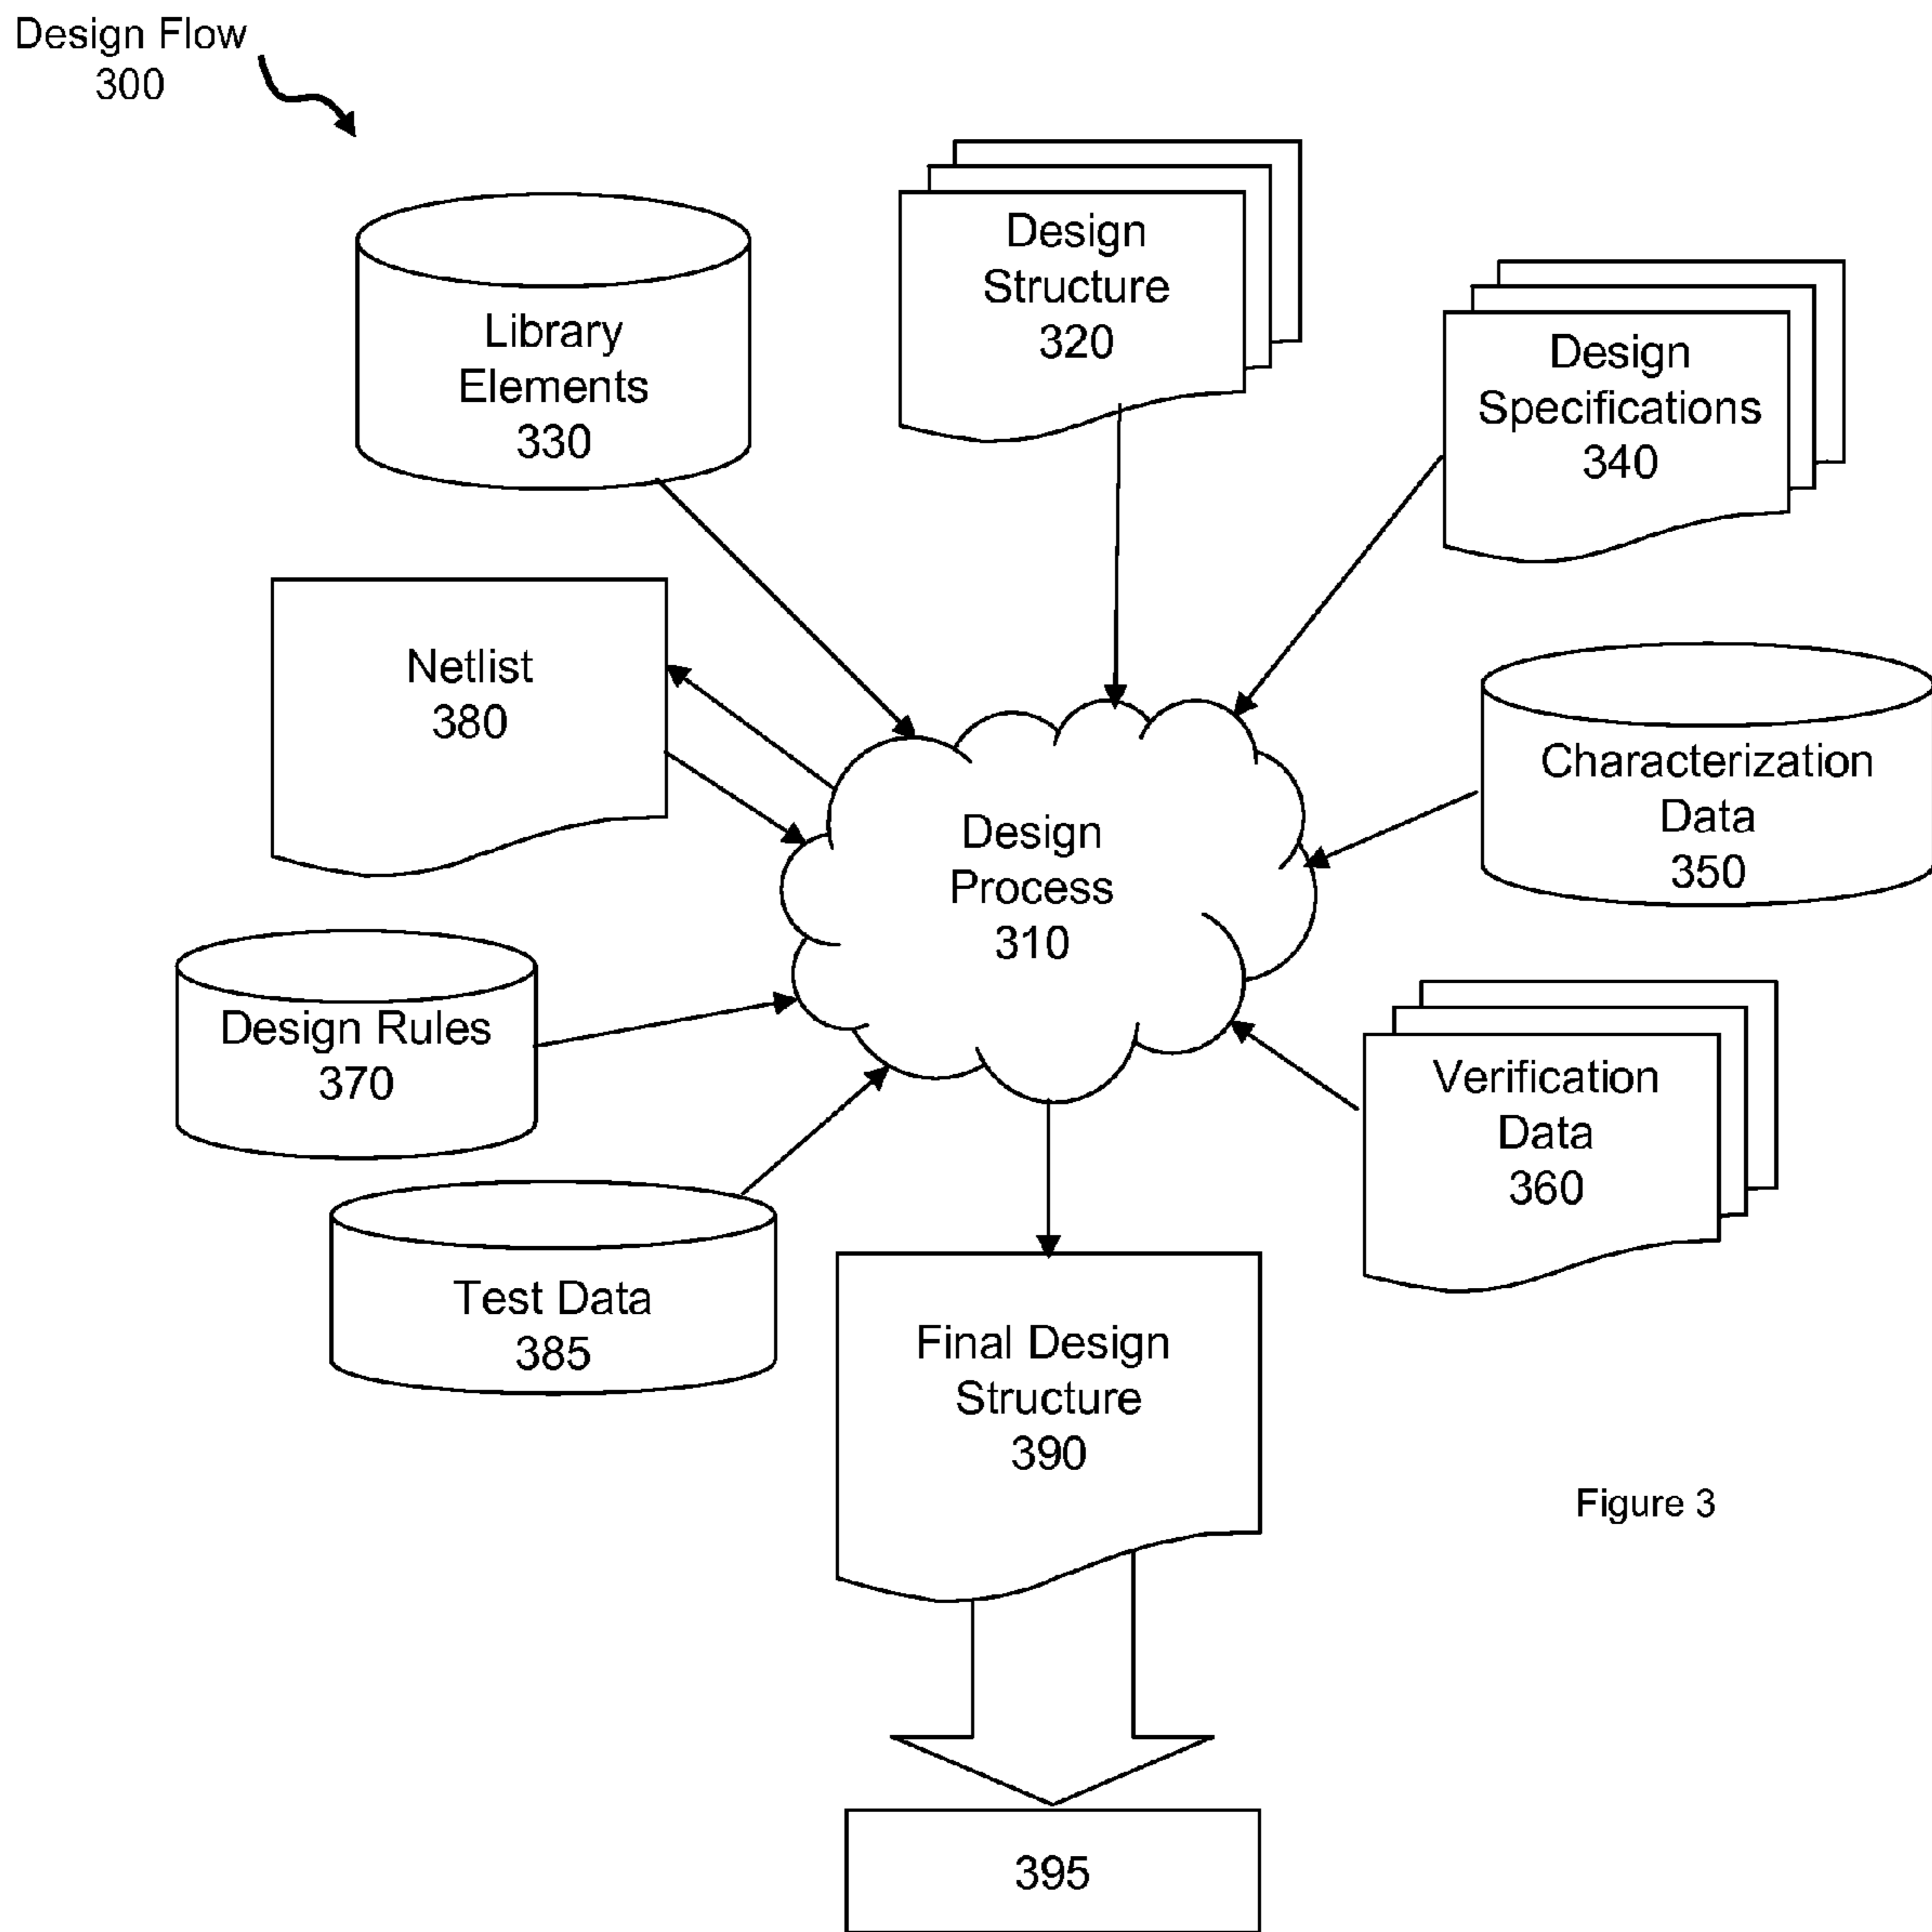 Design Flow
300
Design
Structure
320
Library
Elements
330
Design
Specifications
340
Netlist
380
Characterization
Data
350
Design
Process
310
Design Rules
370
Verification
Data
360
Test Data
385
Final Design
Structure
390
Figure 3
395